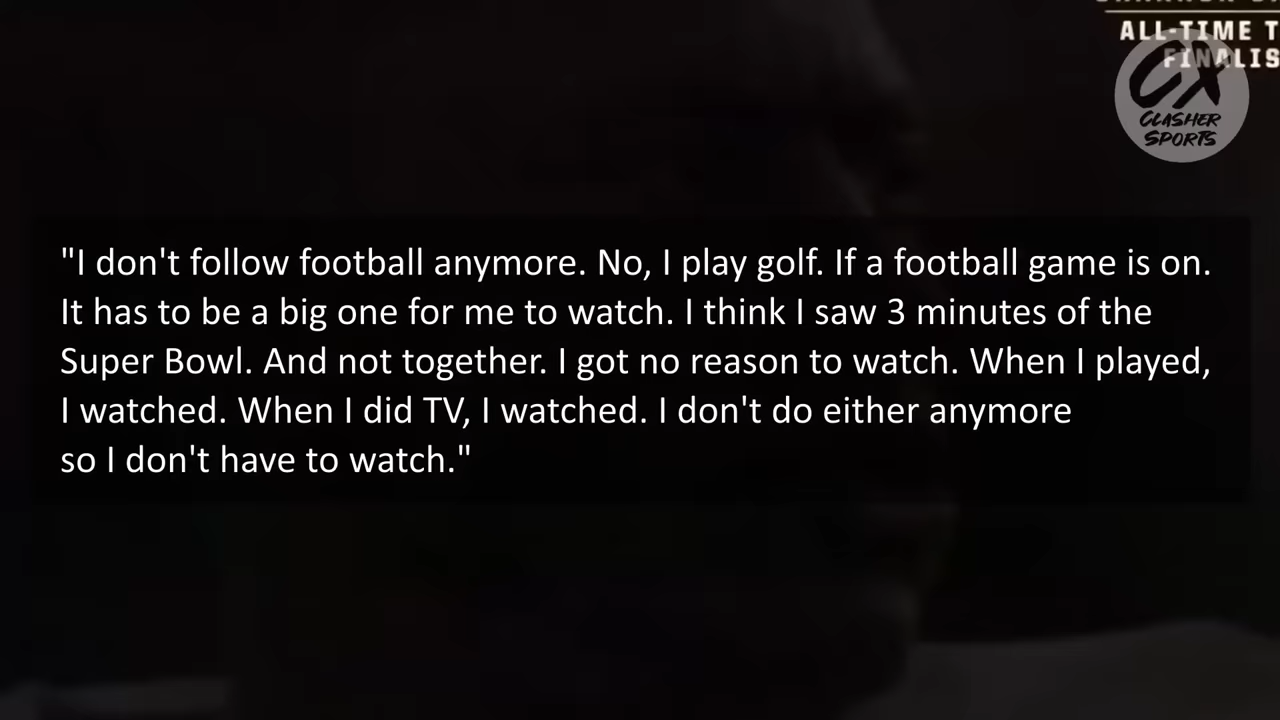 ALL-TIME T
FINALIS
CX
CLASHER
SPORTS
"I don't follow football anymore. No, I play golf. If a football game is on.
It has to be a big one for me to watch. I think I saw 3 minutes of the
Super Bowl. And not together. I got no reason to watch. When I played,
I watched. When I did TV, I watched. I don't do either anymore
so I don't have to watch."